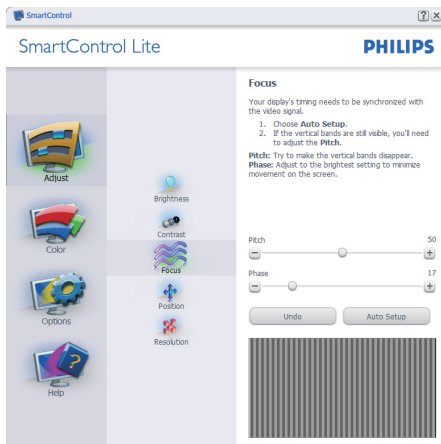 SmartControl
SmartControl Lite
PHILIPS
Adjust
Color
Options
Help
Brightness
Contrast
Focus
Position
Resolution
Focus
Your display's timing needs to be synchronized with
the video signal.
1. Choose Auto Setup.
2. If the vertical bands are still visible, you'll need
to adjust the Pitch.
Pitch: Try to make the vertical bands disappear.
Phase: Adjust to the brightest setting to minimize
movement on the screen.
Pitch 50
Phase 17
Undo Auto Setup